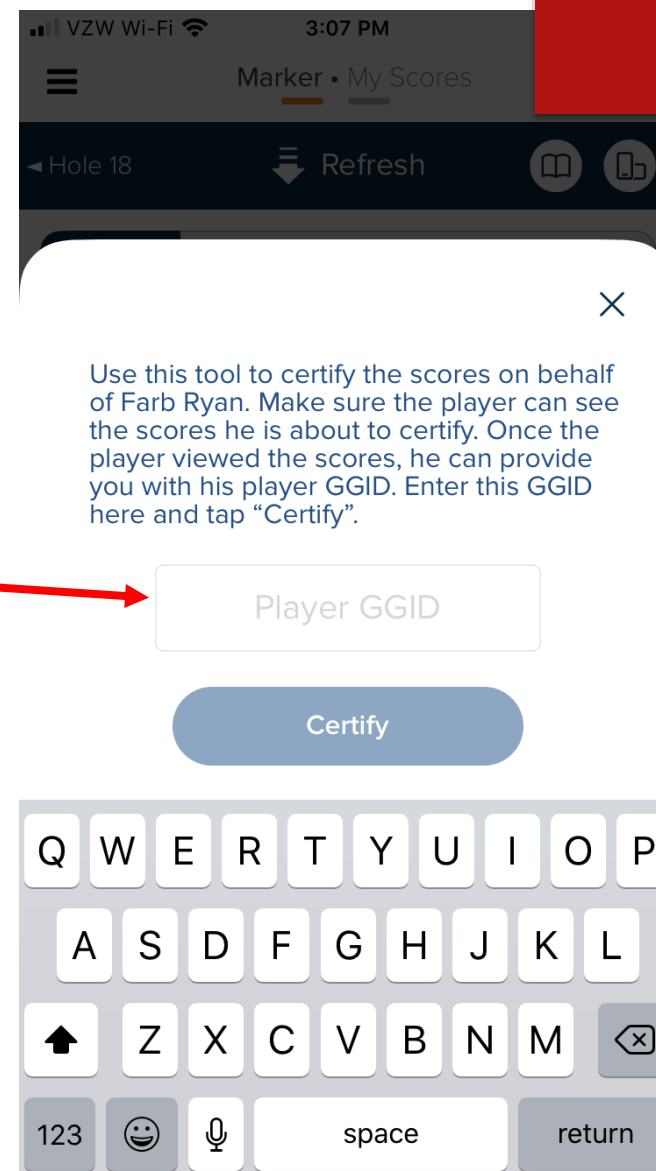 VZW Wi-Fi 3:07 PM
Marker • My Scores
◄ Hole 18 Refresh
Use this tool to certify the scores on behalf
of Farb Ryan. Make sure the player can see
the scores he is about to certify. Once the
player viewed the scores, he can provide
you with his player GGID. Enter this GGID
here and tap “Certify”.
Player GGID
Certify
Q W E R T Y U I O P
A S D F G H J K L
Z X C V B N M
123 space return